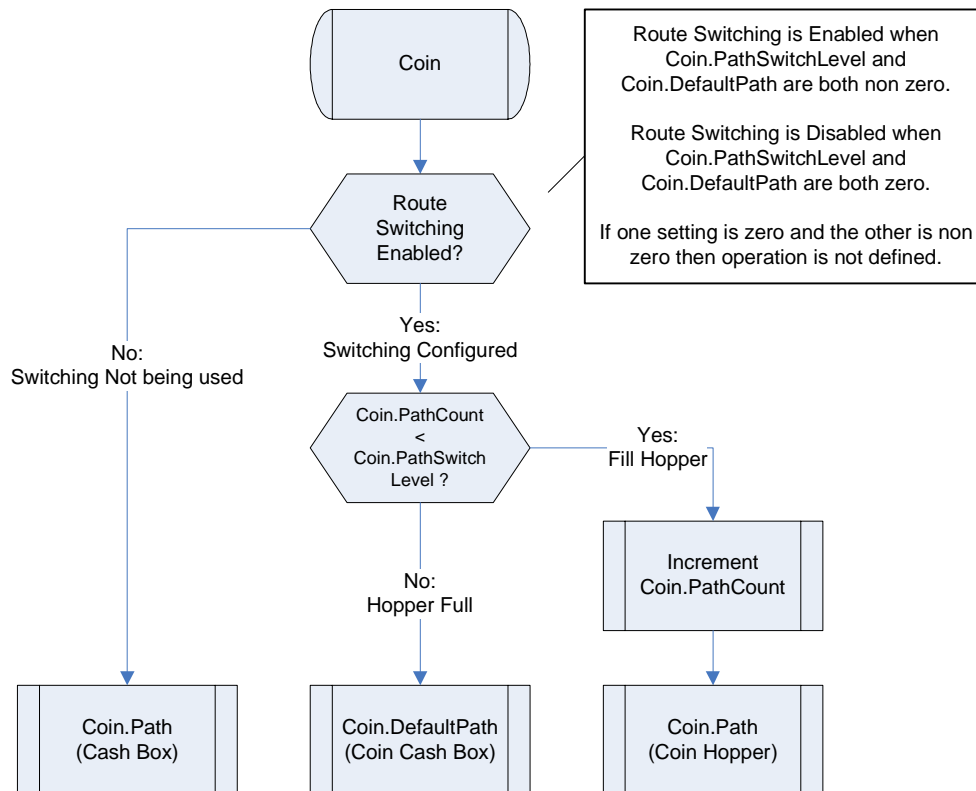 Coin
Route Switching is Enabled when
Coin.PathSwitchLevel and
Coin.DefaultPath are both non zero.
Route Switching is Disabled when
Coin.PathSwitchLevel and
Coin.DefaultPath are both zero.
If one setting is zero and the other is non
zero then operation is not defined.
Route
Switching
Enabled?
No:
Switching Not being used
Yes:
Switching Configured
Coin.PathCount
<
Coin.PathSwitch
Level ?
Yes:
Fill Hopper
Increment
Coin.PathCount
No:
Hopper Full
Coin.Path
(Cash Box)
Coin.DefaultPath
(Coin Cash Box)
Coin.Path
(Coin Hopper)